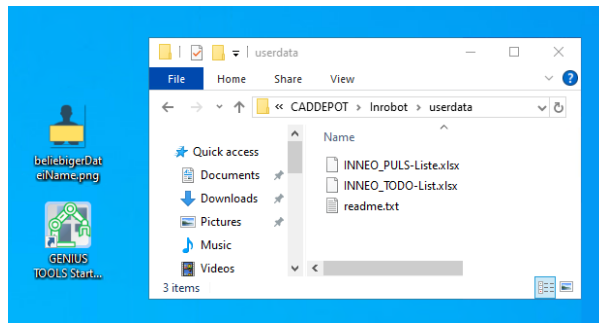 userdata
File Home Share View
« CADDEPOT > Inrobot > userdata
Name
Quick access
Documents
Downloads
Pictures
Music
Videos
INNEO_PULS-Liste.xlsx
INNEO_TODO-List.xlsx
readme.txt
3 items
beliebigerDat
eiName.png
GENIUS
TOOLS Start...